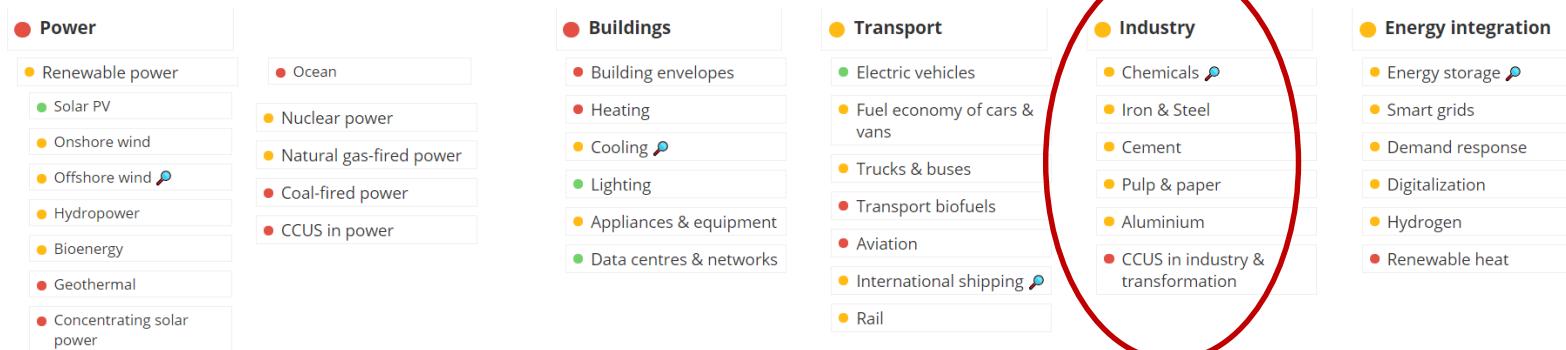 Power
Renewable power
Solar PV
Onshore wind
Offshore wind
Hydropower
Bioenergy
Geothermal
Concentrating solar
power
Ocean
Nuclear power
Natural gas-fired power
Coal-fired power
CCUS in power
Buildings
Building envelopes
Heating
Cooling
Lighting
Appliances & equipment
Data centres & networks
Transport
Electric vehicles
Fuel economy of cars &
vans
Trucks & buses
Transport biofuels
Aviation
International shipping
Rail
Industry
Chemicals
Iron & Steel
Cement
Pulp & paper
Aluminium
CCUS in industry &
transformation
Energy integration
Energy storage
Smart grids
Demand response
Digitalization
Hydrogen
Renewable heat